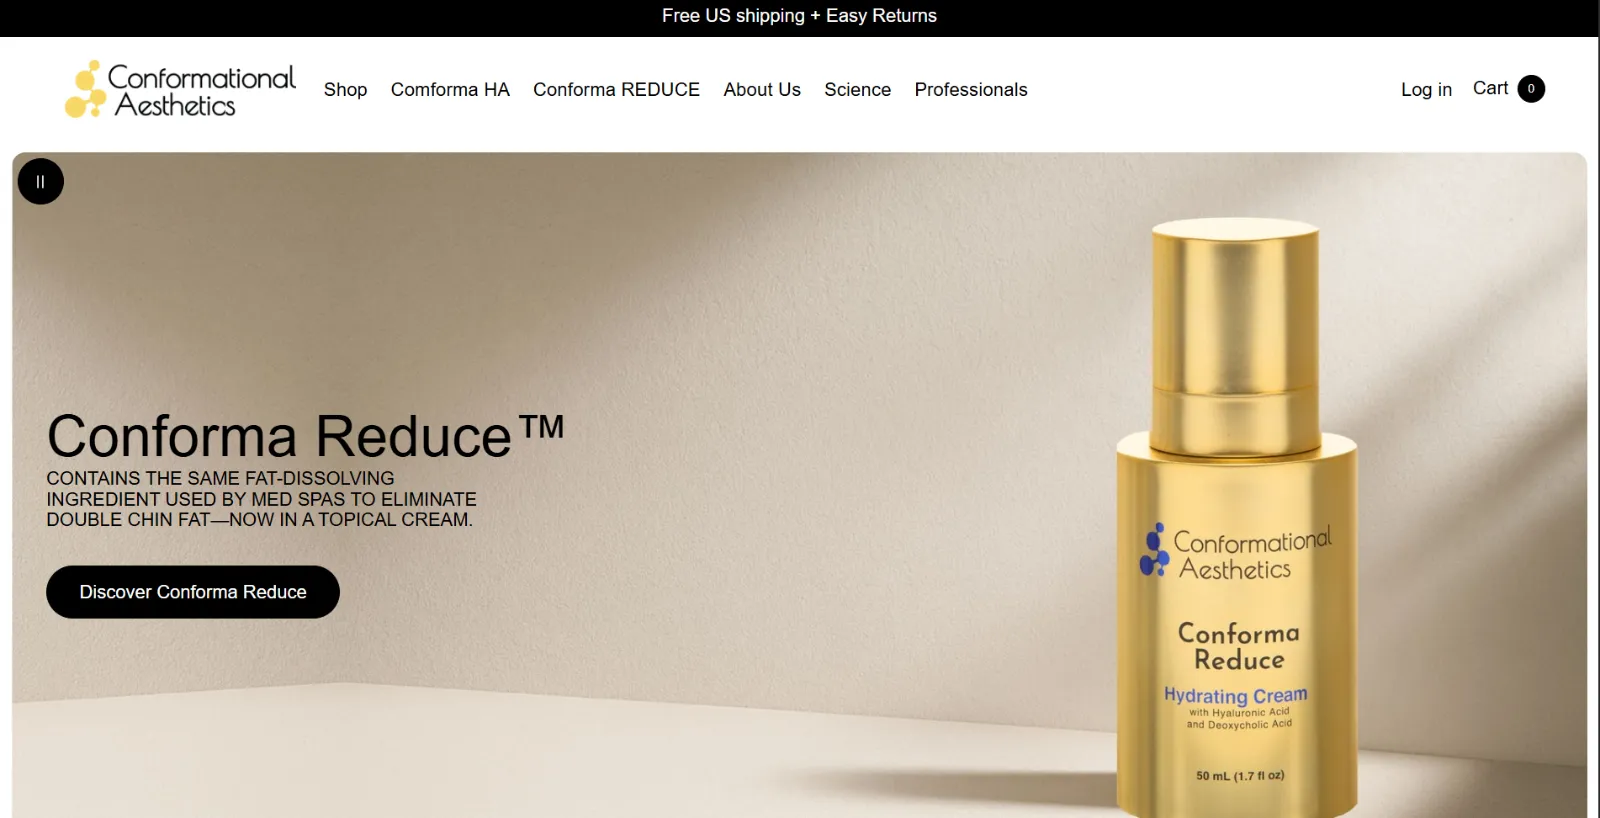 Free US shipping + Easy Returns
Conformational
Aesthetics
Shop
Comforma HA
Conforma REDUCE
About Us
Science
Professionals
Log in
Cart
0
Conforma Reduce™
CONTAINS THE SAME FAT-DISSOLVING
INGREDIENT USED BY MED SPAS TO ELIMINATE
DOUBLE CHIN FAT—NOW IN A TOPICAL CREAM.
Discover Conforma Reduce
Conformational
Aesthetics
Conforma
Reduce
Hydrating Cream
with Hyaluronic Acid
and Deoxycholic Acid
50 mL (1.7 fl oz)